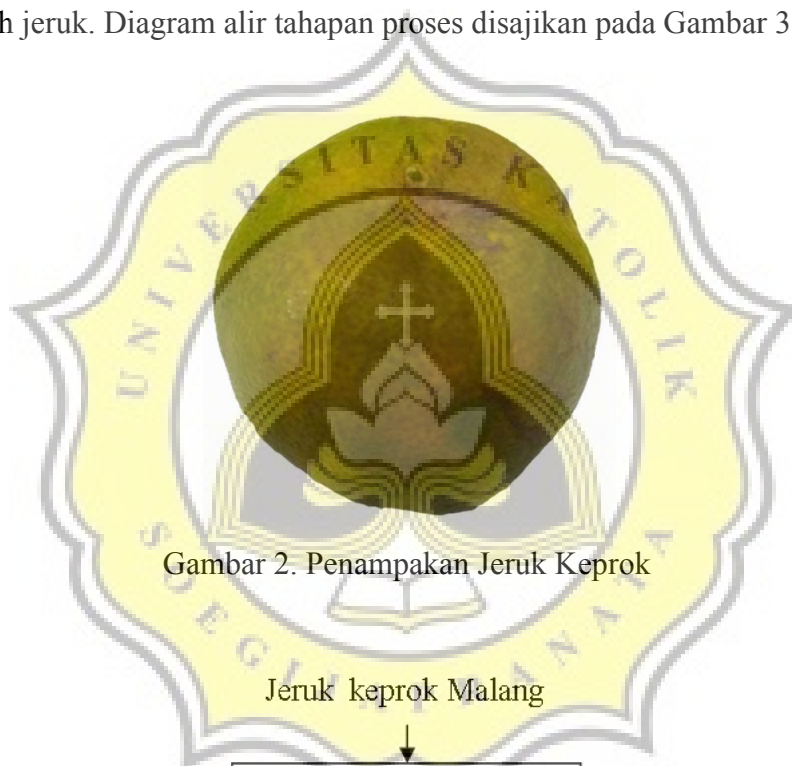 h jeruk. Diagram alir tahapan proses disajikan pada Gambar 3
UNIVERSITAS KATOLIK
SOEGIJAPRANATA
Gambar 2. Penampakan Jeruk Keprok
Jeruk keprok Malang